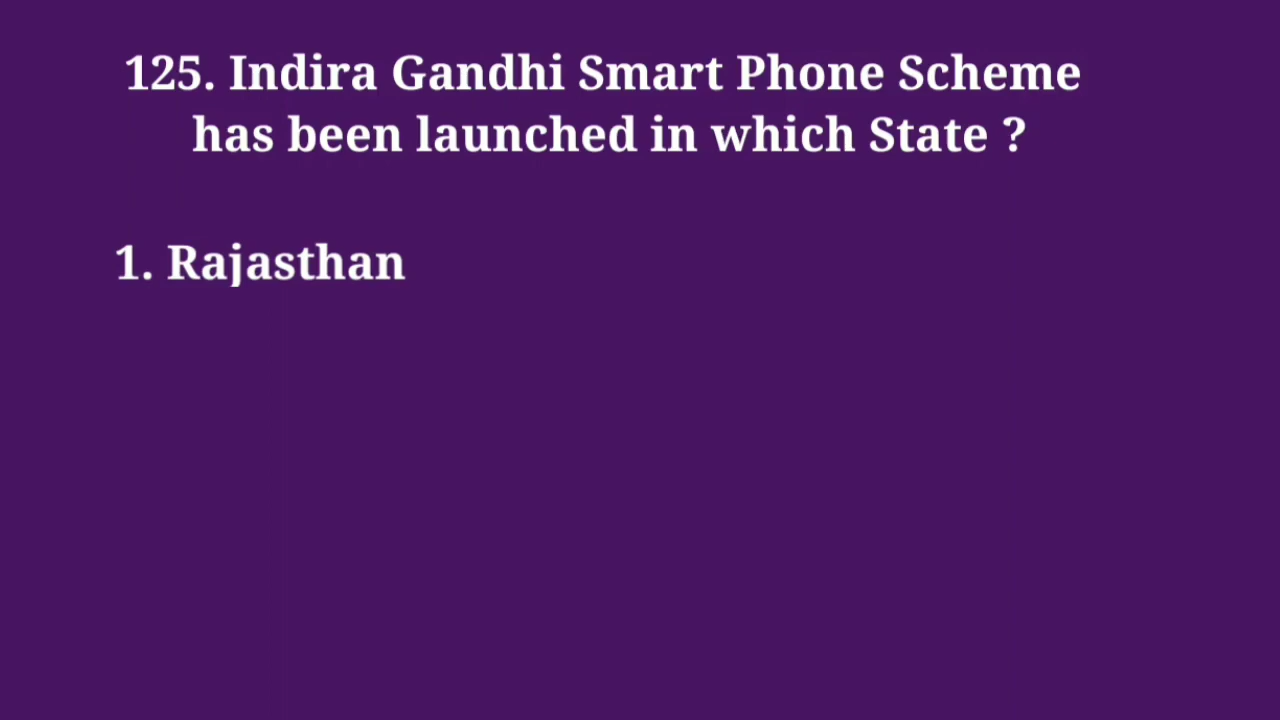 125. Indira Gandhi Smart Phone Scheme
has been launched in which State ?
1. Rajasthan